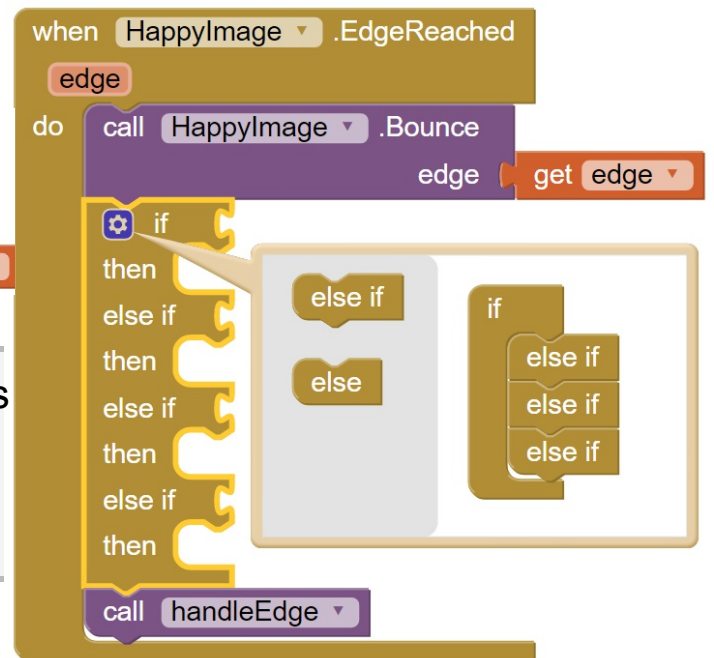 when HappyImage .EdgeReached
edge
do call HappyImage .Bounce
edge get edge
if
then
else if
then
else if
then
else if
then
else if
else
if
else if
else if
else if
call handleEdge
s